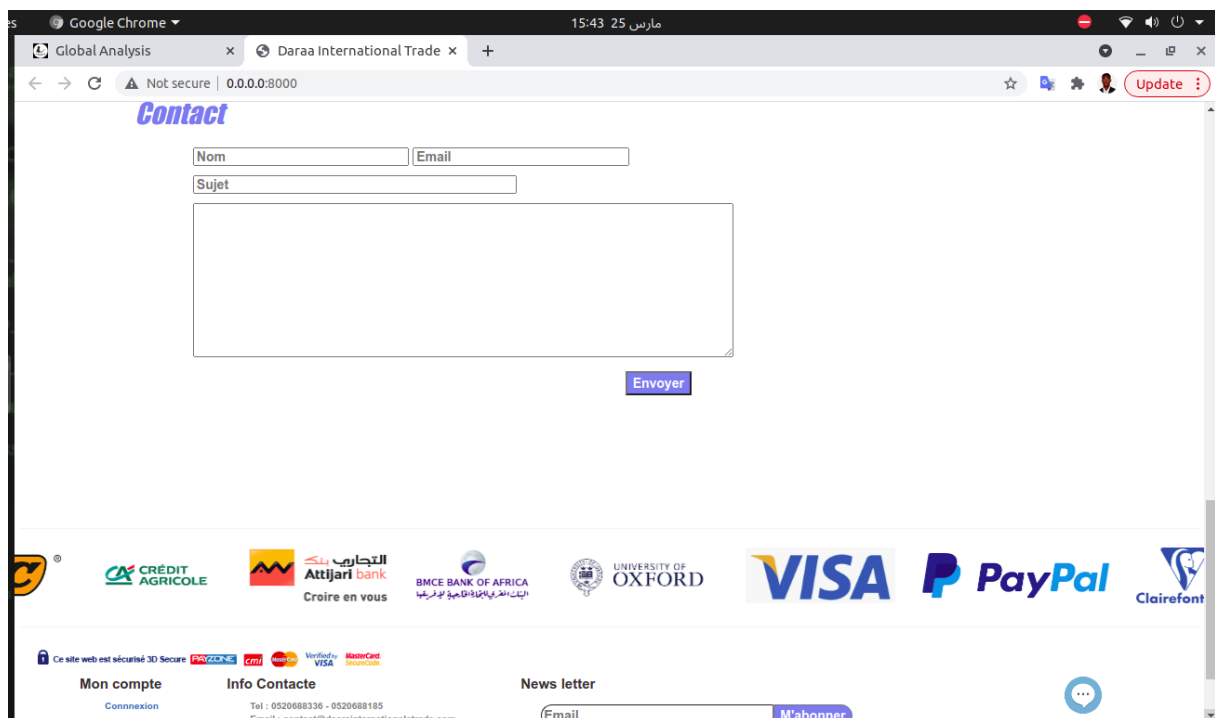 Google Chrome
مارس 25 15:43
Global Analysis
Daraa International Trade
Not secure | 0.0.0.0:8000
Update
Contact
Nom
Email
Sujet
Envoyer
®
CRÉDIT
AGRICOLE
التجاري بنك
Attijari bank
Croire en vous
BMCE BANK OF AFRICA
UNIVERSITY OF
OXFORD
VISA
PayPal
Clairefont
Ce site web est sécurisé 3D Secure PAYZONE cmi MasterCard Verified by VISA MasterCard. SecureCode.
Mon compte
Info Contacte
News letter
Connnexion
Tel : 0520688336 - 0520688185
Email
M'abonner